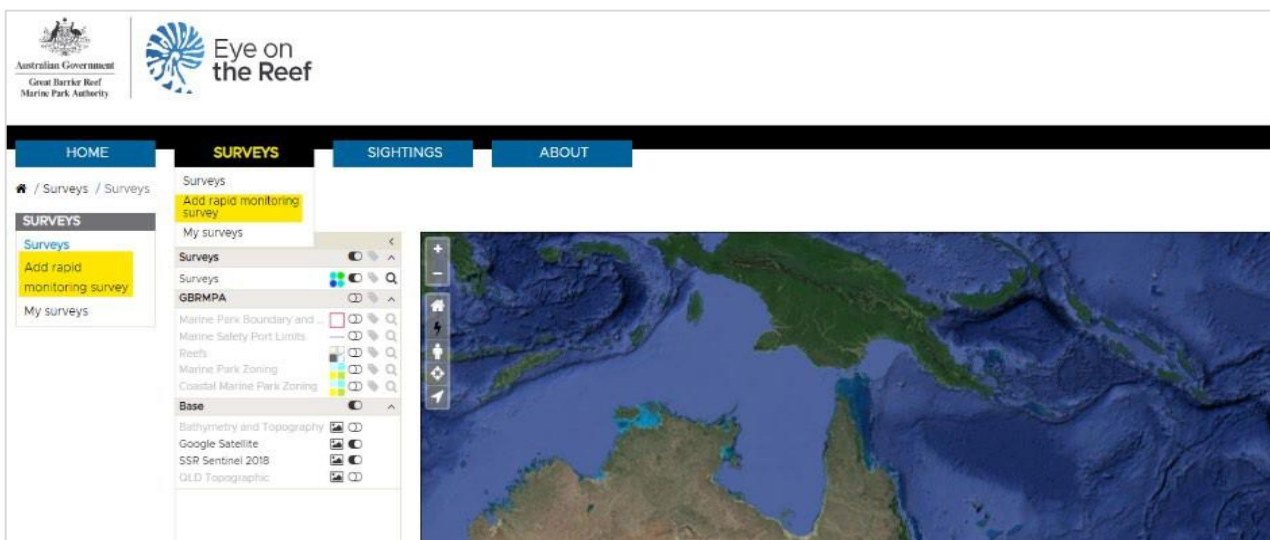 Australian Government
Great Barrier Reef
Marine Park Authority
Eye on
the Reef
HOME
SURVEYS
SIGHTINGS
ABOUT
/ Surveys / Surveys
SURVEYS
Surveys
Add rapid
monitoring survey
My surveys
Surveys
Add rapid monitoring
survey
My surveys
Surveys
Surveys
GBRMPA
Marine Park Boundary and ...
Marine Safety Port Limits
Reefs
Marine Park Zoning
Coastal Marine Park Zoning
Base
Bathymetry and Topography
Google Satellite
SSR Sentinel 2018
QLD Topographic